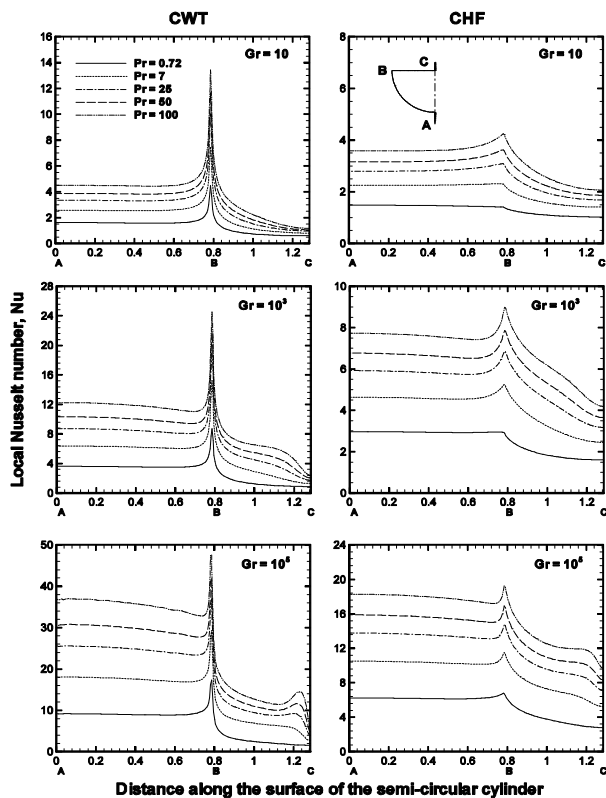 CWT
CHF
Local Nusselt number, Nu
16
14
12
10
8
6
4
2
0
Pr = 0.72
Pr = 7
Pr = 25
Pr = 50
Pr = 100
Gr = 10
0 0.2 0.4 0.6 0.8 1 1.2
A B C
8
6
4
2
0
B C
A
Gr = 10
0 0.2 0.4 0.6 0.8 1 1.2
A B C
28
24
20
16
12
8
4
0
Gr = 10³
0 0.2 0.4 0.6 0.8 1 1.2
A B C
10
8
6
4
2
0
Gr = 10³
0 0.2 0.4 0.6 0.8 1 1.2
A B C
50
40
30
20
10
0
Gr = 10⁵
0 0.2 0.4 0.6 0.8 1 1.2
A B C
24
20
16
12
8
4
0
Gr = 10⁵
0 0.2 0.4 0.6 0.8 1 1.2
A B C
Distance along the surface of the semi-circular cylinder